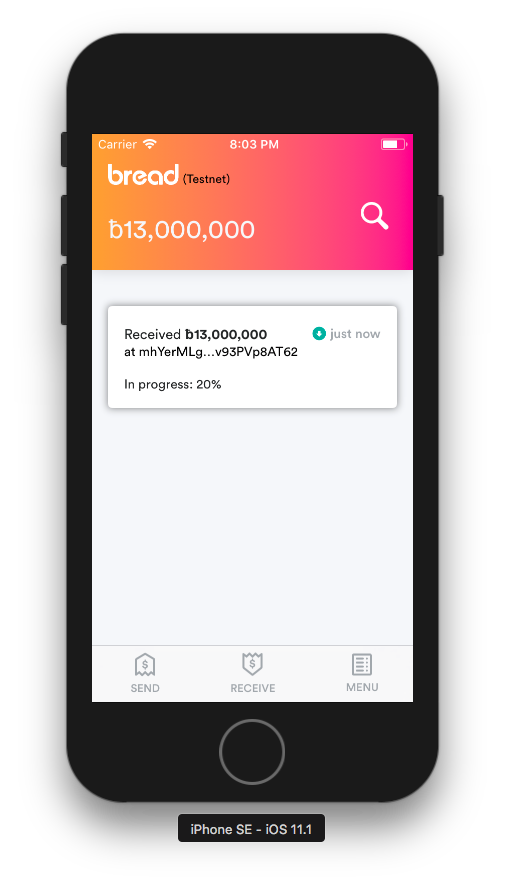 Carrier 8:03 PM
bread (Testnet)
ƀ13,000,000
Received ƀ13,000,000 just now
at mhYerMLg...v93PVp8AT62
In progress: 20%
SEND RECEIVE MENU
iPhone SE - iOS 11.1